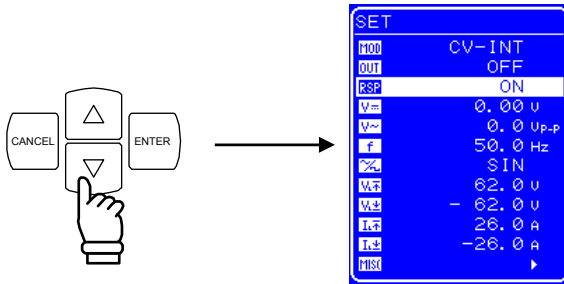 CANCEL
△
▽
ENTER
SET
MOD CV-INT
OUT OFF
RSP ON
V⎓ 0.00 V
V~ 0.0 Vp-p
f 50.0 Hz
SIN
62.0 V
- 62.0 V
26.0 A
-26.0 A
MISC ▶